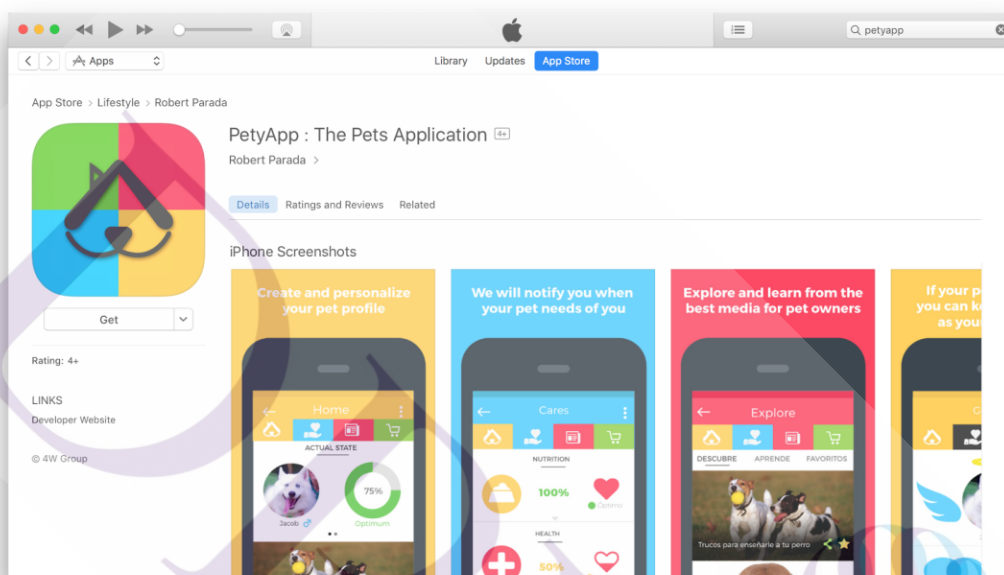 petyapp
Apps
Library Updates App Store
App Store > Lifestyle > Robert Parada
PetyApp : The Pets Application 4+
Robert Parada >
Details Ratings and Reviews Related
iPhone Screenshots
Create and personalize
your pet profile
Home
ACTUAL STATE
75%
Jacob
Optimum
We will notify you when
your pet needs of you
Cares
NUTRITION
100%
Optimo
HEALTH
50%
Explore and learn from the
best media for pet owners
Explore
DESCUBRE APRENDE FAVORITOS
Trucos para enseñarle a tu perro
If your p
you can k
as you
Get
Rating: 4+
LINKS
Developer Website
© 4W Group